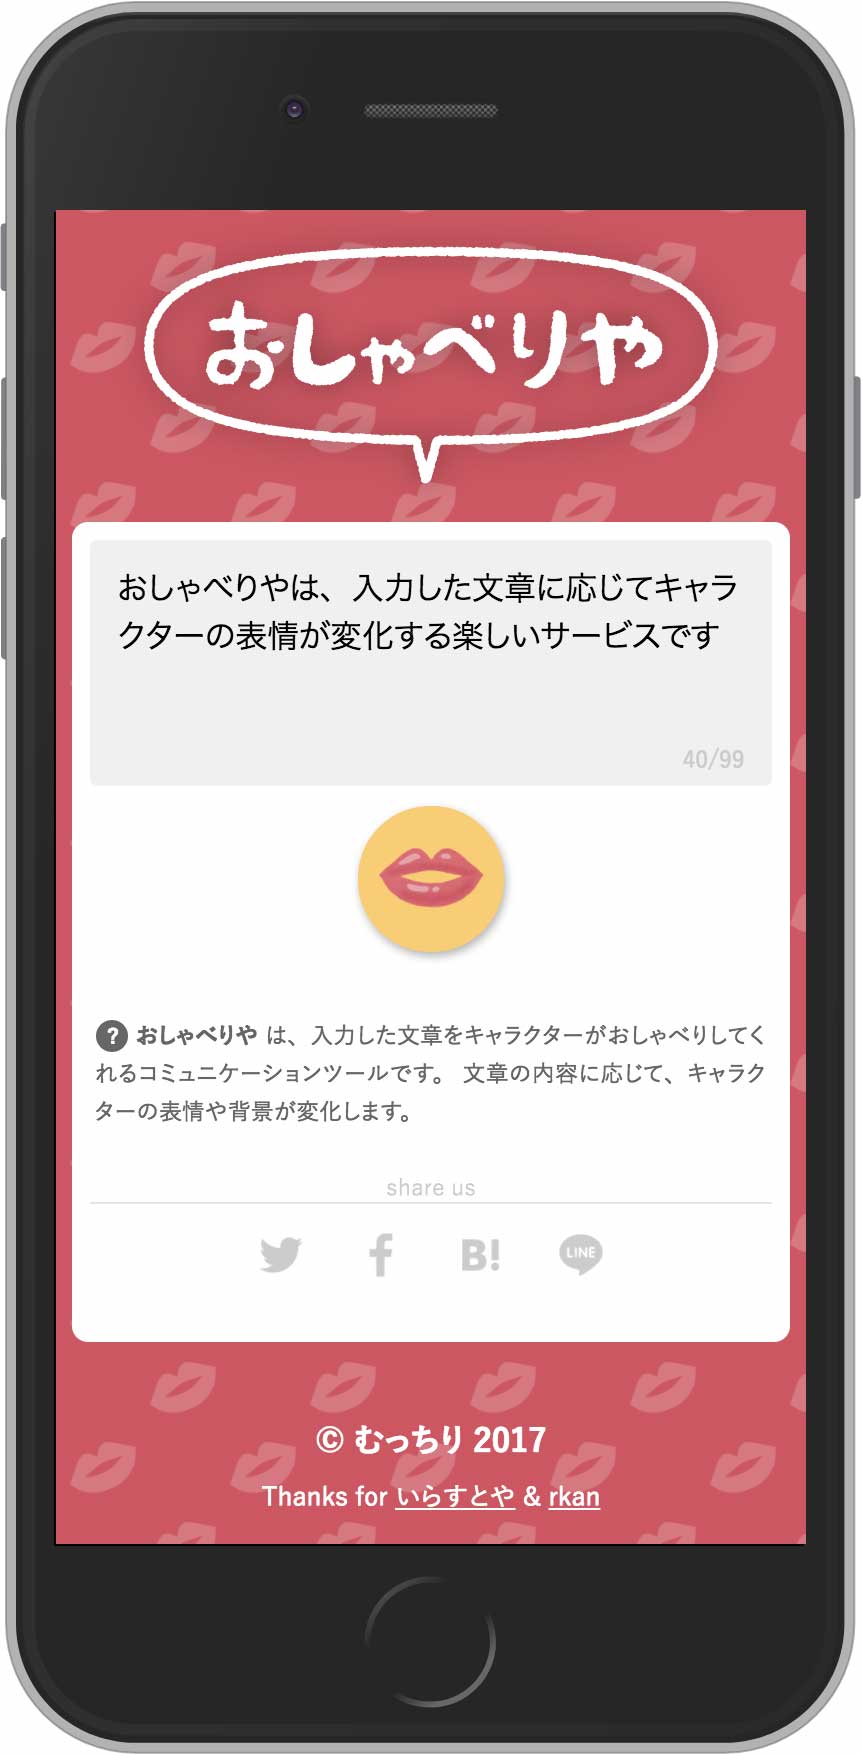 おしゃべりや
おしゃべりやは、入力した文章に応じてキャラ
クターの表情が変化する楽しいサービスです
40/99
? おしゃべりや は、入力した文章をキャラクターがおしゃべりしてく
れるコミュニケーションツールです。 文章の内容に応じて、キャラク
ターの表情や背景が変化します。
share us
B! LINE
© むっちり 2017
Thanks for いらすとや & rkan